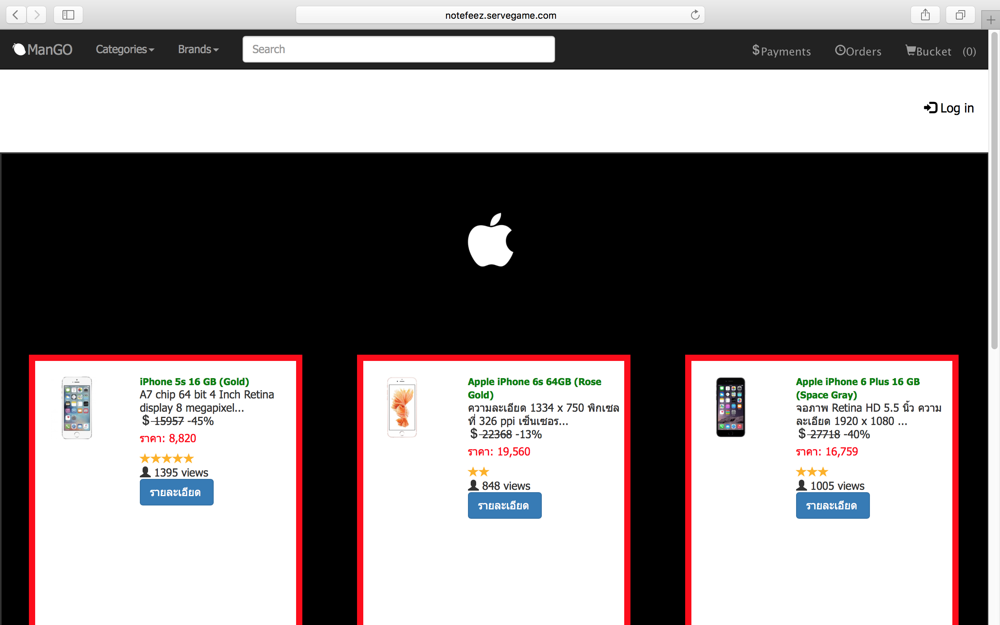 notefeez.servegame.com
ManGO Categories Brands Search $Payments Orders Bucket (0)
Log in
iPhone 5s 16 GB (Gold)
A7 chip 64 bit 4 Inch Retina
display 8 megapixel...
$ 15957 -45%
ราคา: 8,820
★★★★★
1395 views
รายละเอียด
Apple iPhone 6s 64GB (Rose
Gold)
ความละเอียด 1334 x 750 พิกเซล
ที่ 326 ppi เซ็นเซอร...
$ 22368 -13%
ราคา: 19,560
★★
848 views
รายละเอียด
Apple iPhone 6 Plus 16 GB
(Space Gray)
จอภาพ Retina HD 5.5 นิ้ว ความ
ละเอียด 1920 x 1080 ...
$ 27718 -40%
ราคา: 16,759
★★★
1005 views
รายละเอียด